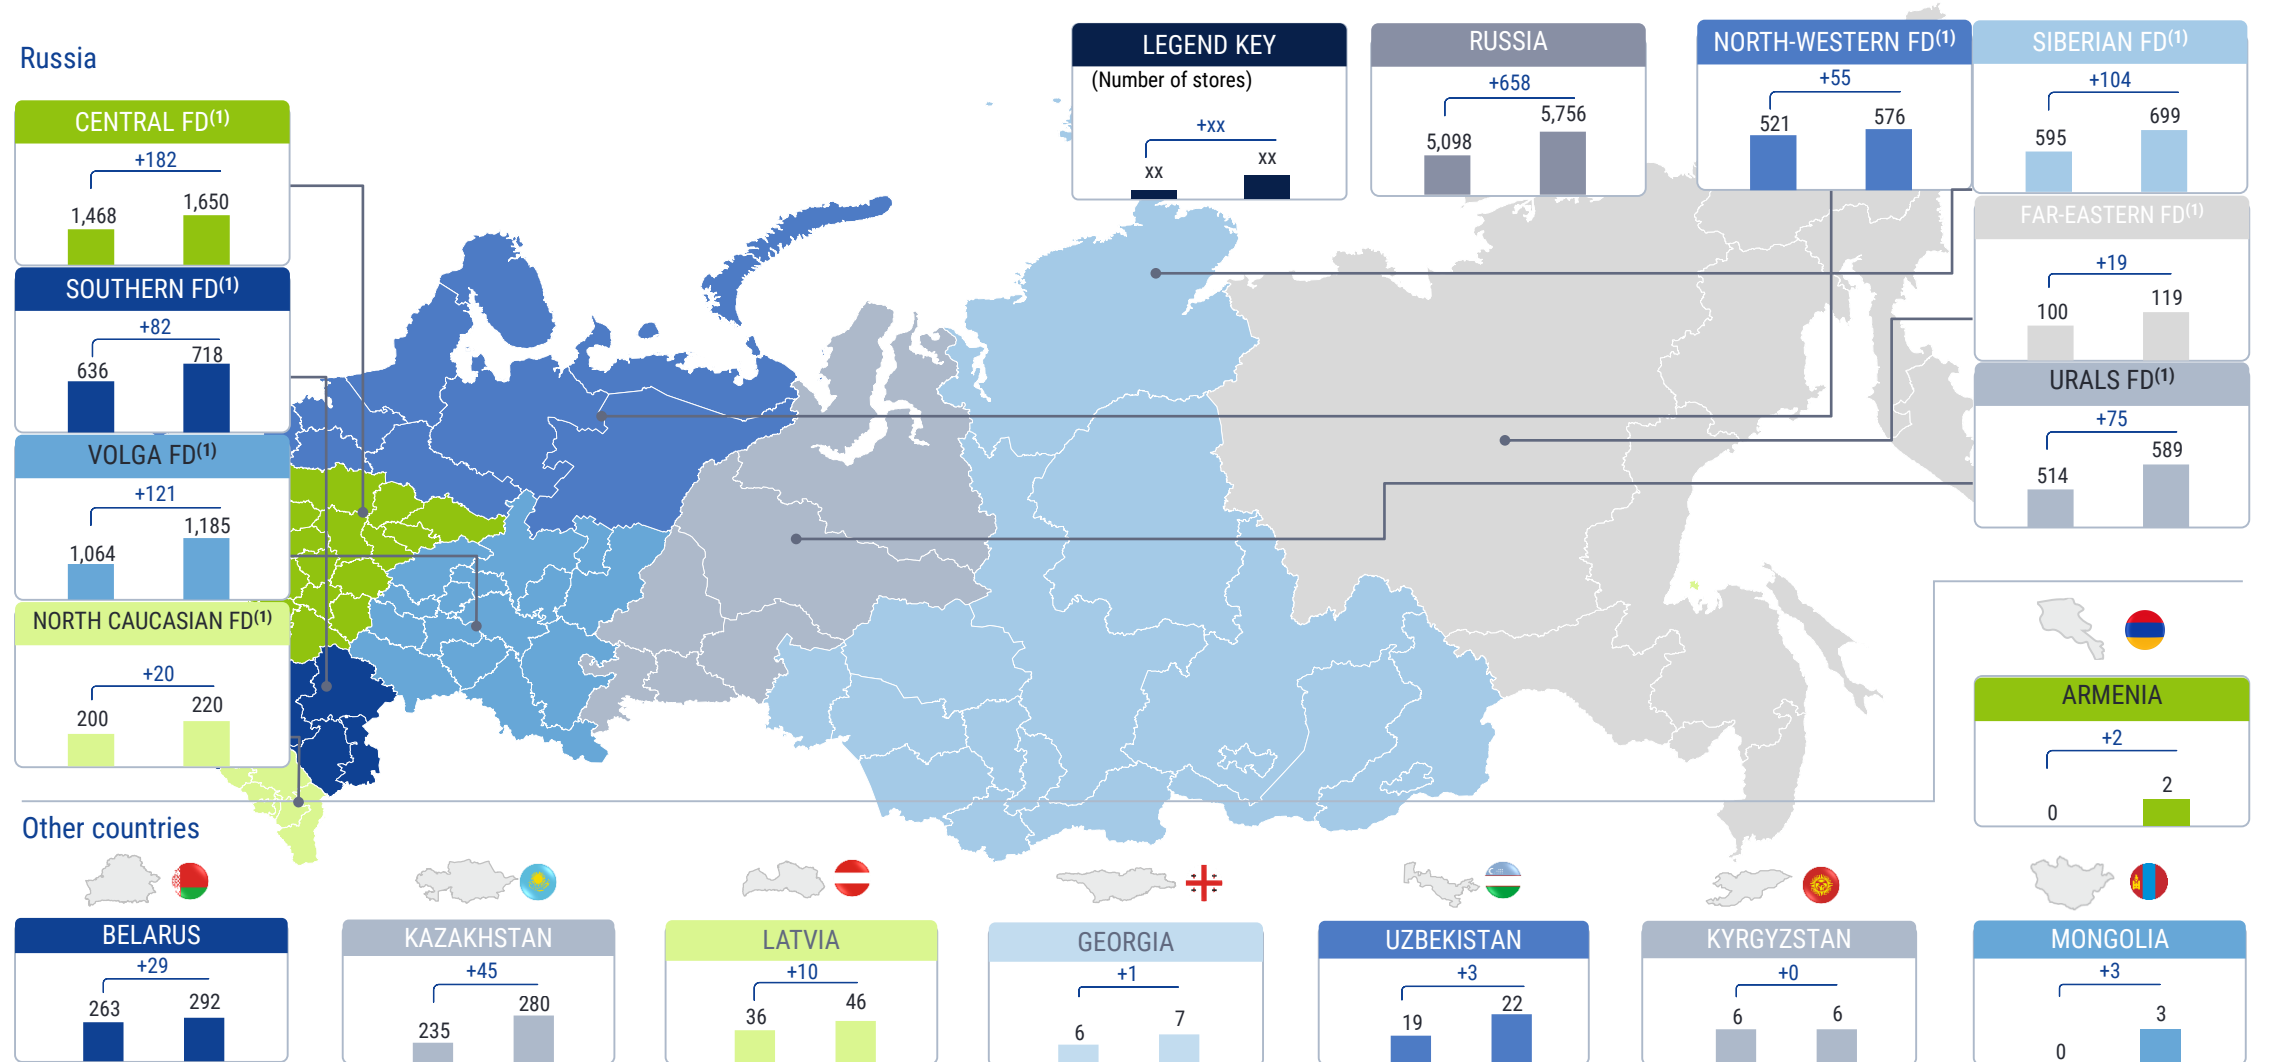 Russia
CENTRAL FD(1)
+182
1,468
1,650
SOUTHERN FD(1)
+82
636
718
VOLGA FD(1)
+121
1,064
1,185
NORTH CAUCASIAN FD(1)
+20
200
220
LEGEND KEY
(Number of stores)
+xx
xx
xx
RUSSIA
+658
5,098
5,756
NORTH-WESTERN FD(1)
+55
521
576
SIBERIAN FD(1)
+104
595
699
FAR-EASTERN FD(1)
+19
100
119
URALS FD(1)
+75
514
589
ARMENIA
+2
0
2
Other countries
BELARUS
+29
263
292
KAZAKHSTAN
+45
235
280
LATVIA
+10
36
46
GEORGIA
+1
6
7
UZBEKISTAN
+3
19
22
KYRGYZSTAN
+0
6
6
MONGOLIA
+3
0
3